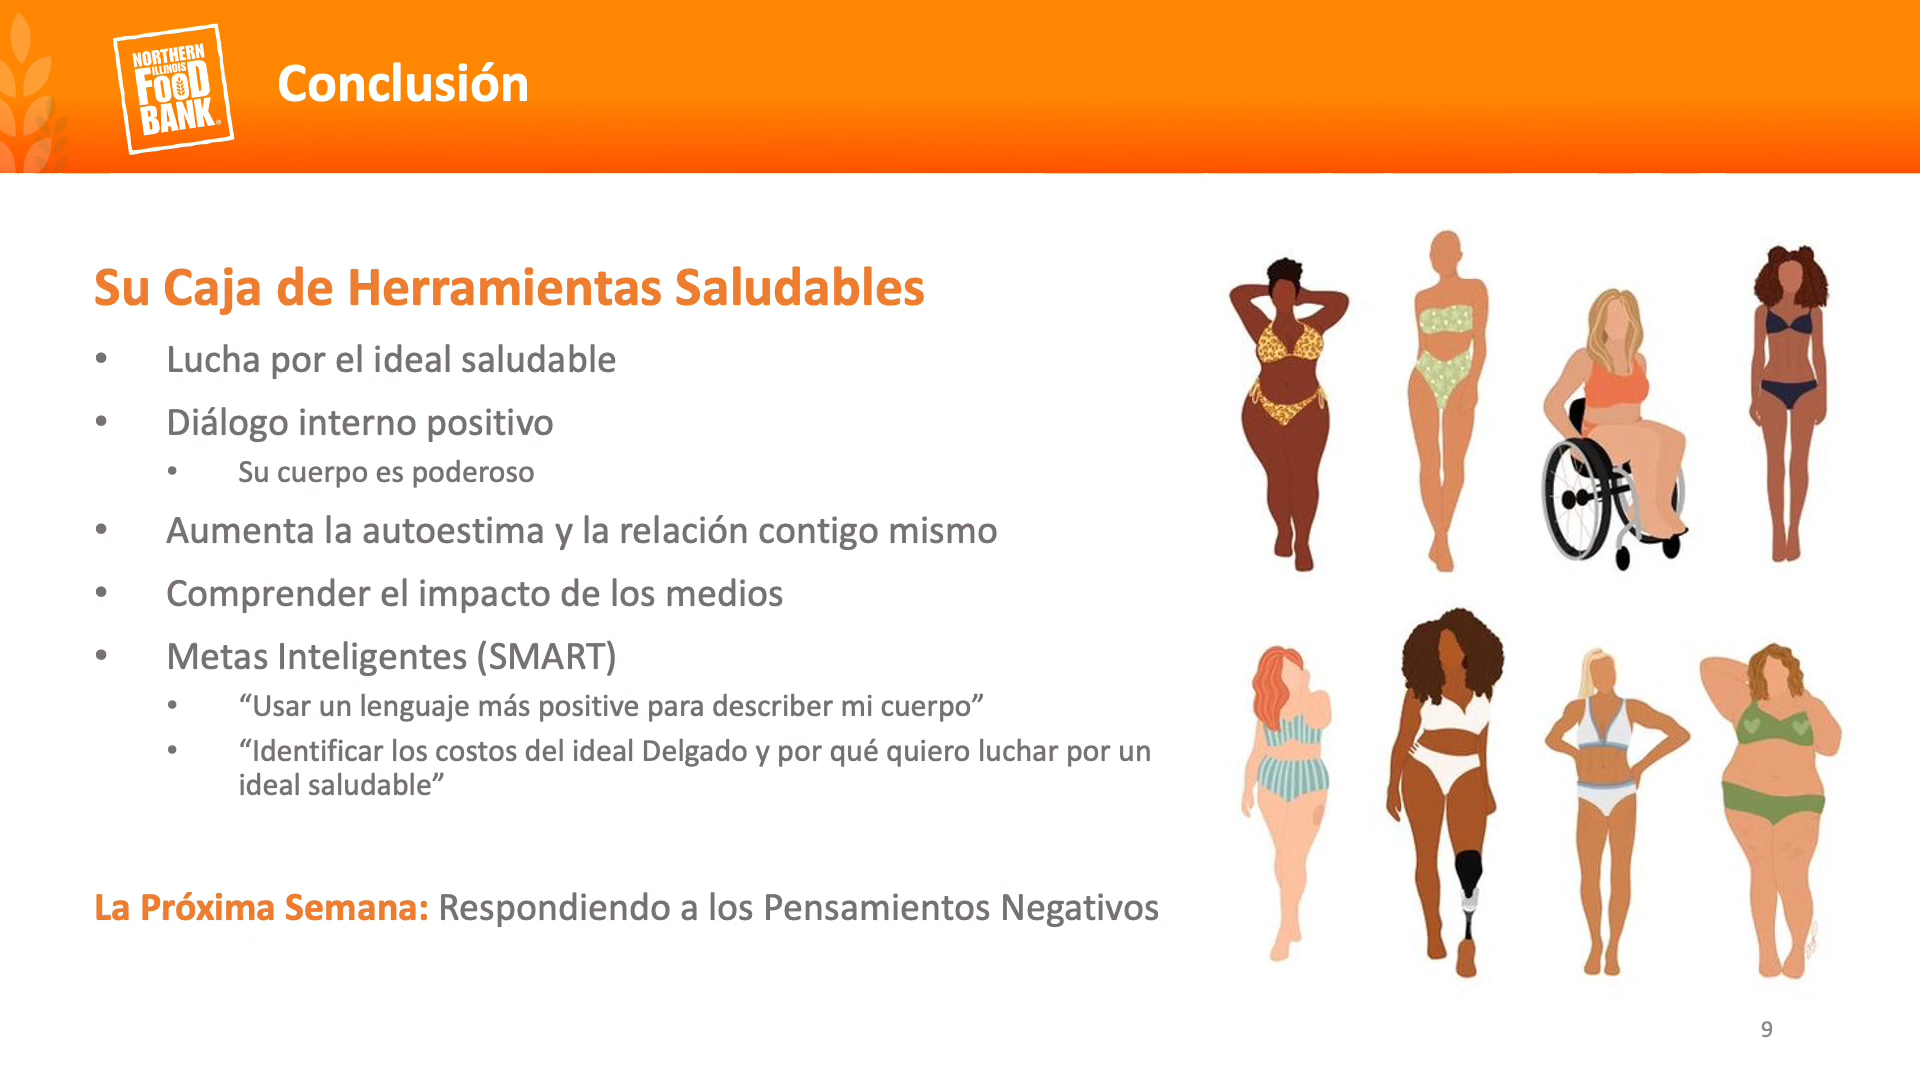 NORTHERN
ILLINOIS
FOOD
BANK®
Conclusión
Su Caja de Herramientas Saludables
• Lucha por el ideal saludable
• Diálogo interno positivo
• Su cuerpo es poderoso
• Aumenta la autoestima y la relación contigo mismo
• Comprender el impacto de los medios
• Metas Inteligentes (SMART)
• “Usar un lenguaje más positive para describer mi cuerpo”
• “Identificar los costos del ideal Delgado y por qué quiero luchar por un
ideal saludable”
La Próxima Semana: Respondiendo a los Pensamientos Negativos
9